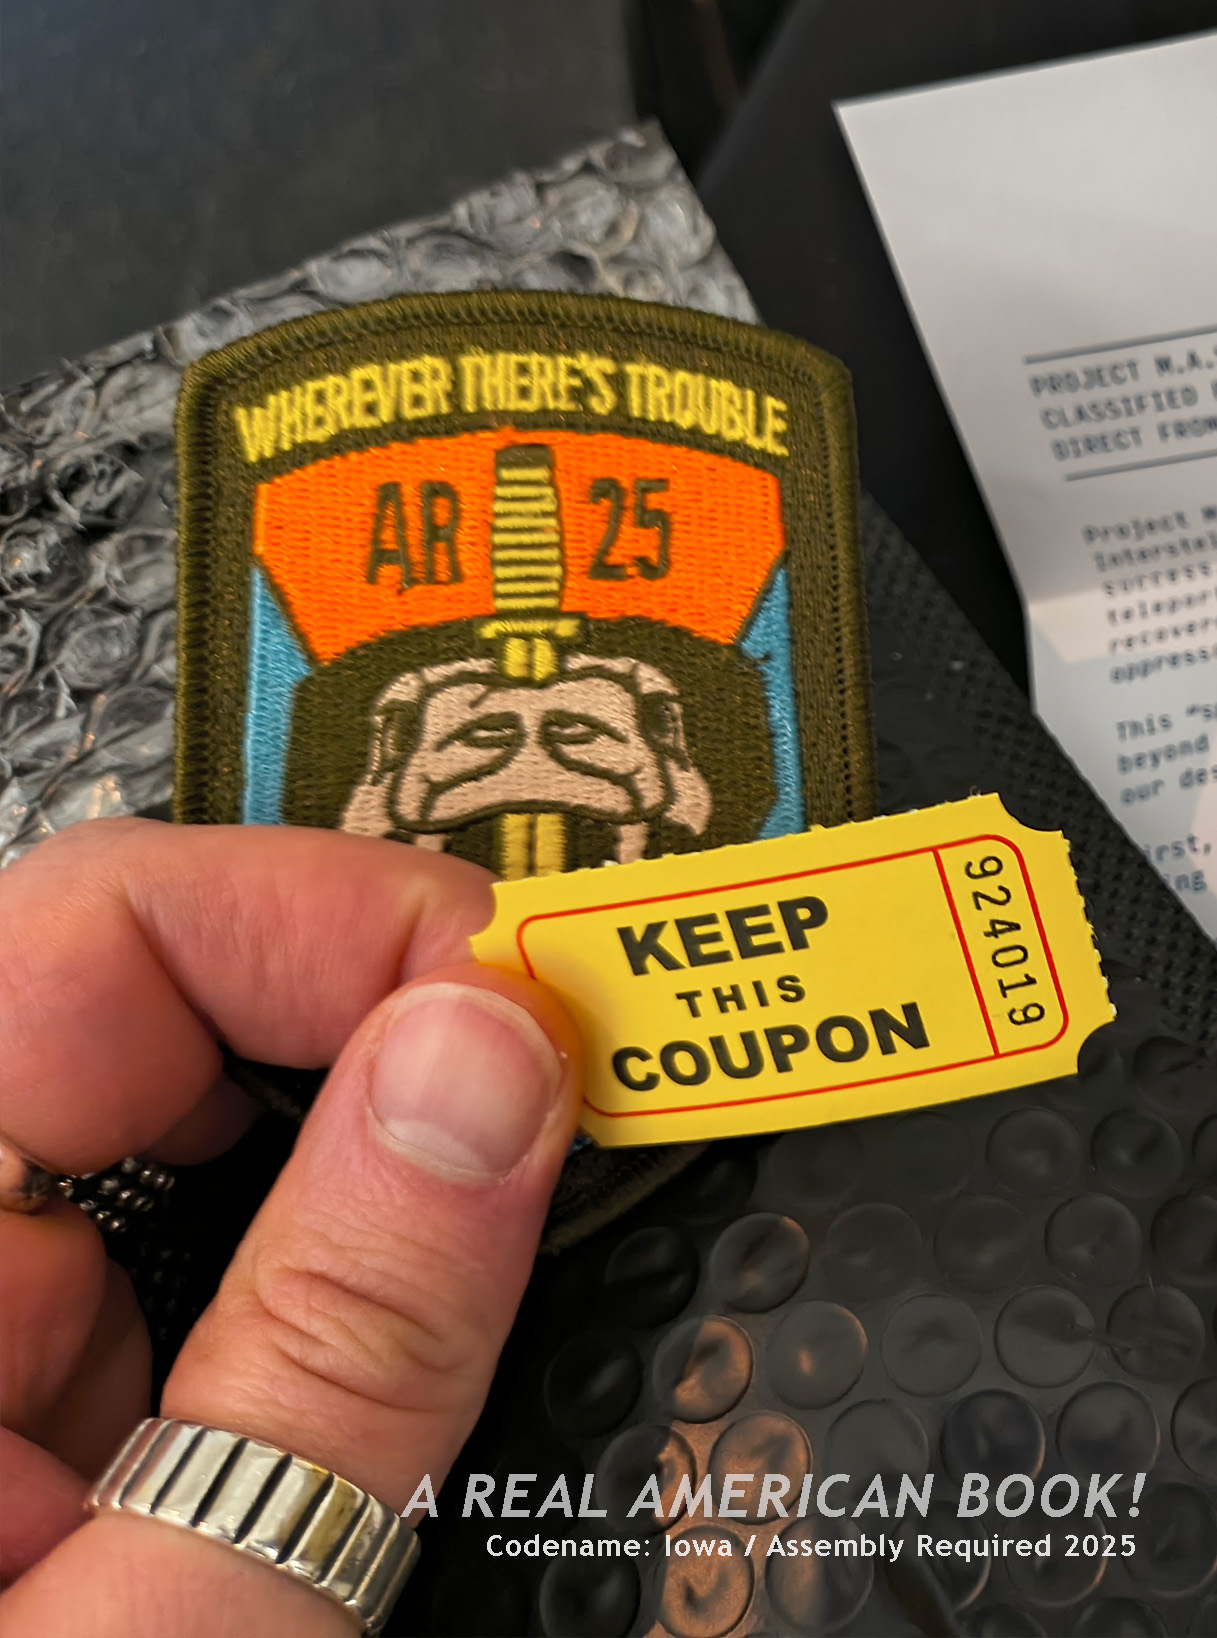 WHEREVER THERE'S TROUBLE
AR 25
PROJECT M.A.
CLASSIFIED
DIRECT FROM
Project
This
beyond
our
KEEP
THIS
COUPON
924019
A REAL AMERICAN BOOK!
Codename: Iowa / Assembly Required 2025